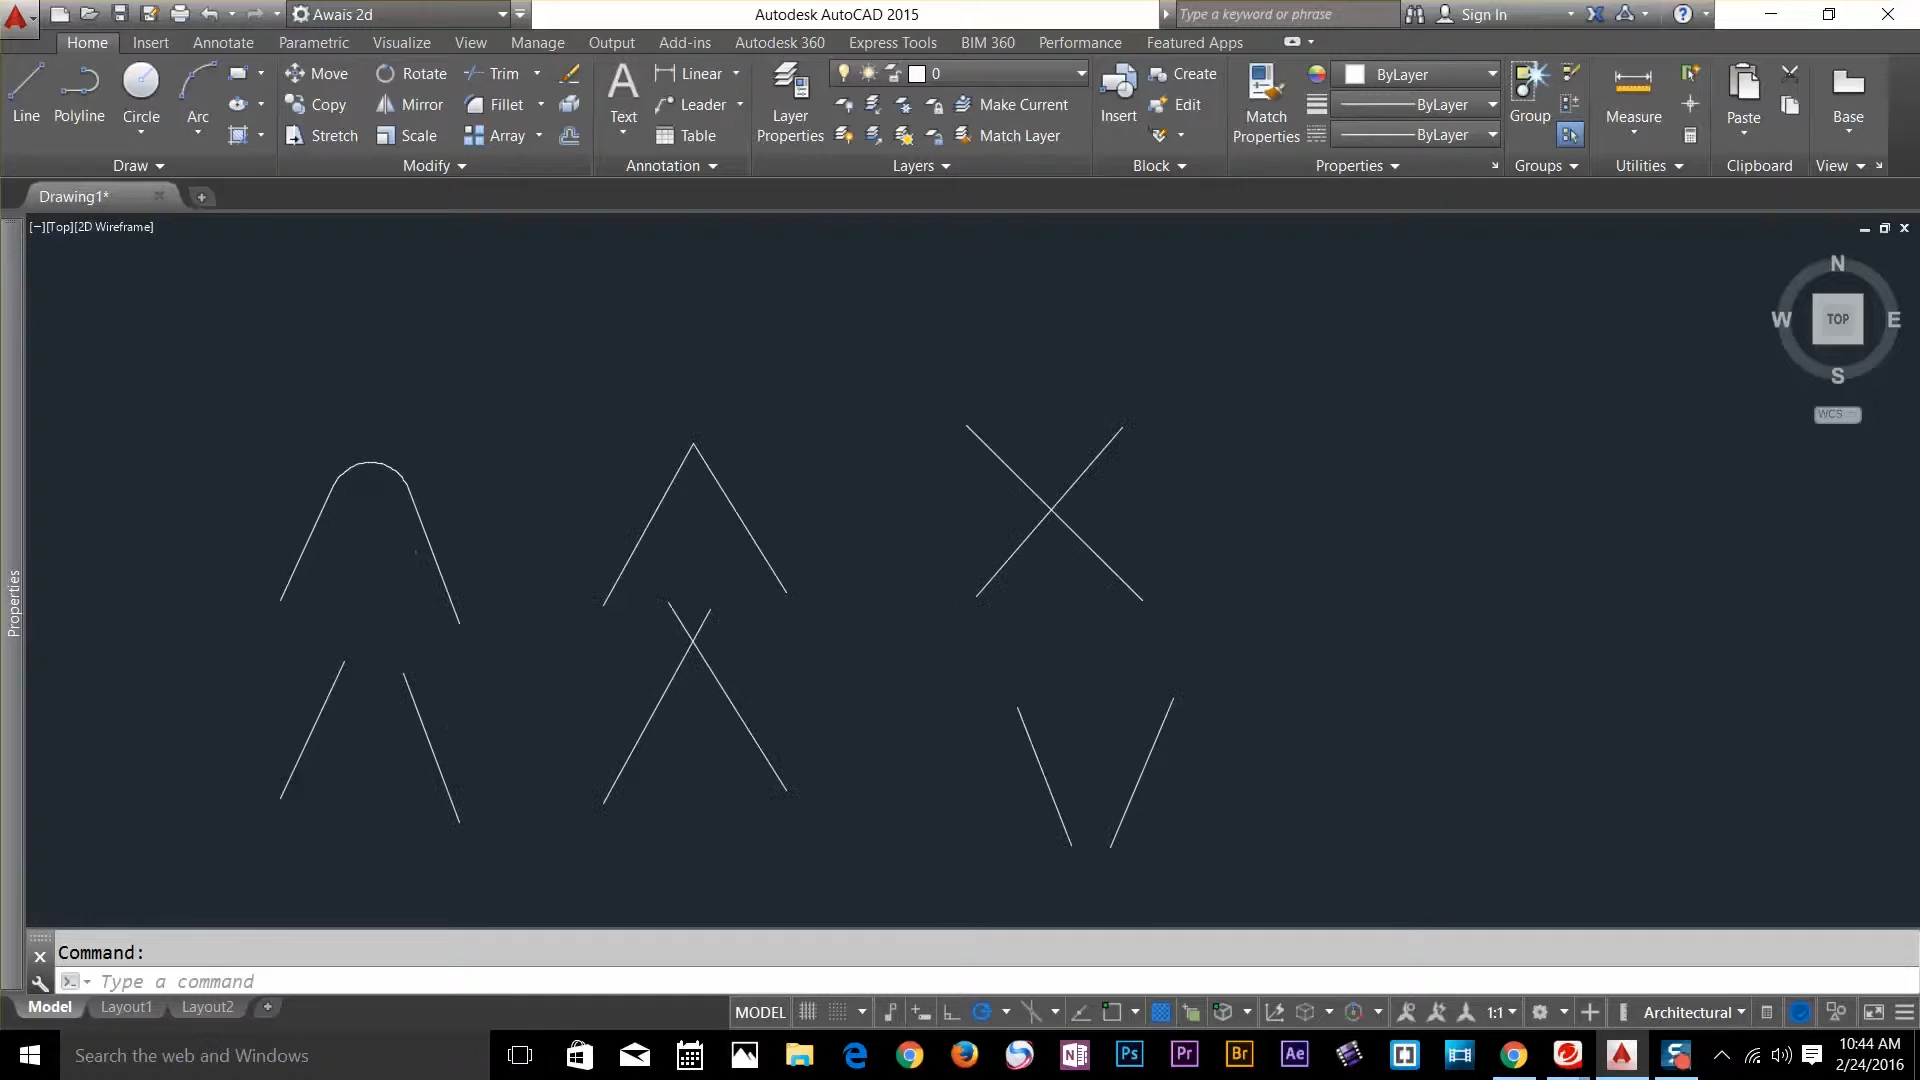 Awais 2d
Autodesk AutoCAD 2015
Type a keyword or phrase
Sign In
Home Insert Annotate Parametric Visualize View Manage Output Add-ins Autodesk 360 Express Tools BIM 360 Performance Featured Apps
Line Polyline Circle Arc
Draw
Move Rotate Trim
Copy Mirror Fillet
Stretch Scale Array
Modify
A
Text
Linear
Leader
Table
Annotation
Layer Properties
0
Make Current
Match Layer
Layers
Insert
Create
Edit
Block
Match Properties
ByLayer
ByLayer
ByLayer
Properties
Group
Groups
Measure
Utilities
Paste
Clipboard
Base
View
Drawing1*
[−][Top][2D Wireframe]
N
W TOP E
S
WCS
Properties
Command:
Type a command
Model Layout1 Layout2
MODEL 1:1 Architectural
Search the web and Windows
N Ps Pr Br Ae
10:44 AM
2/24/2016